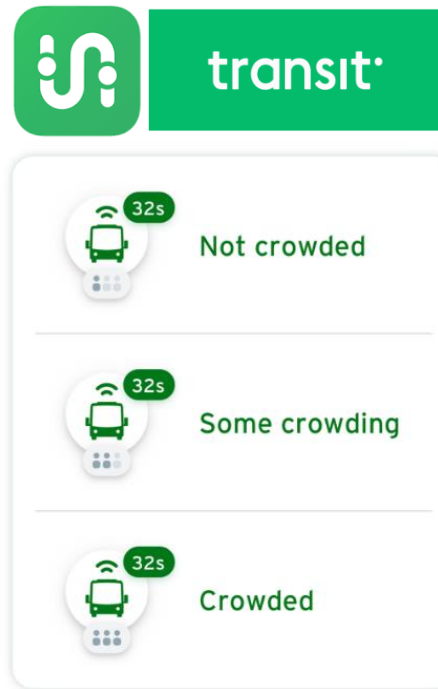 transit
32s
Not crowded
32s
Some crowding
32s
Crowded